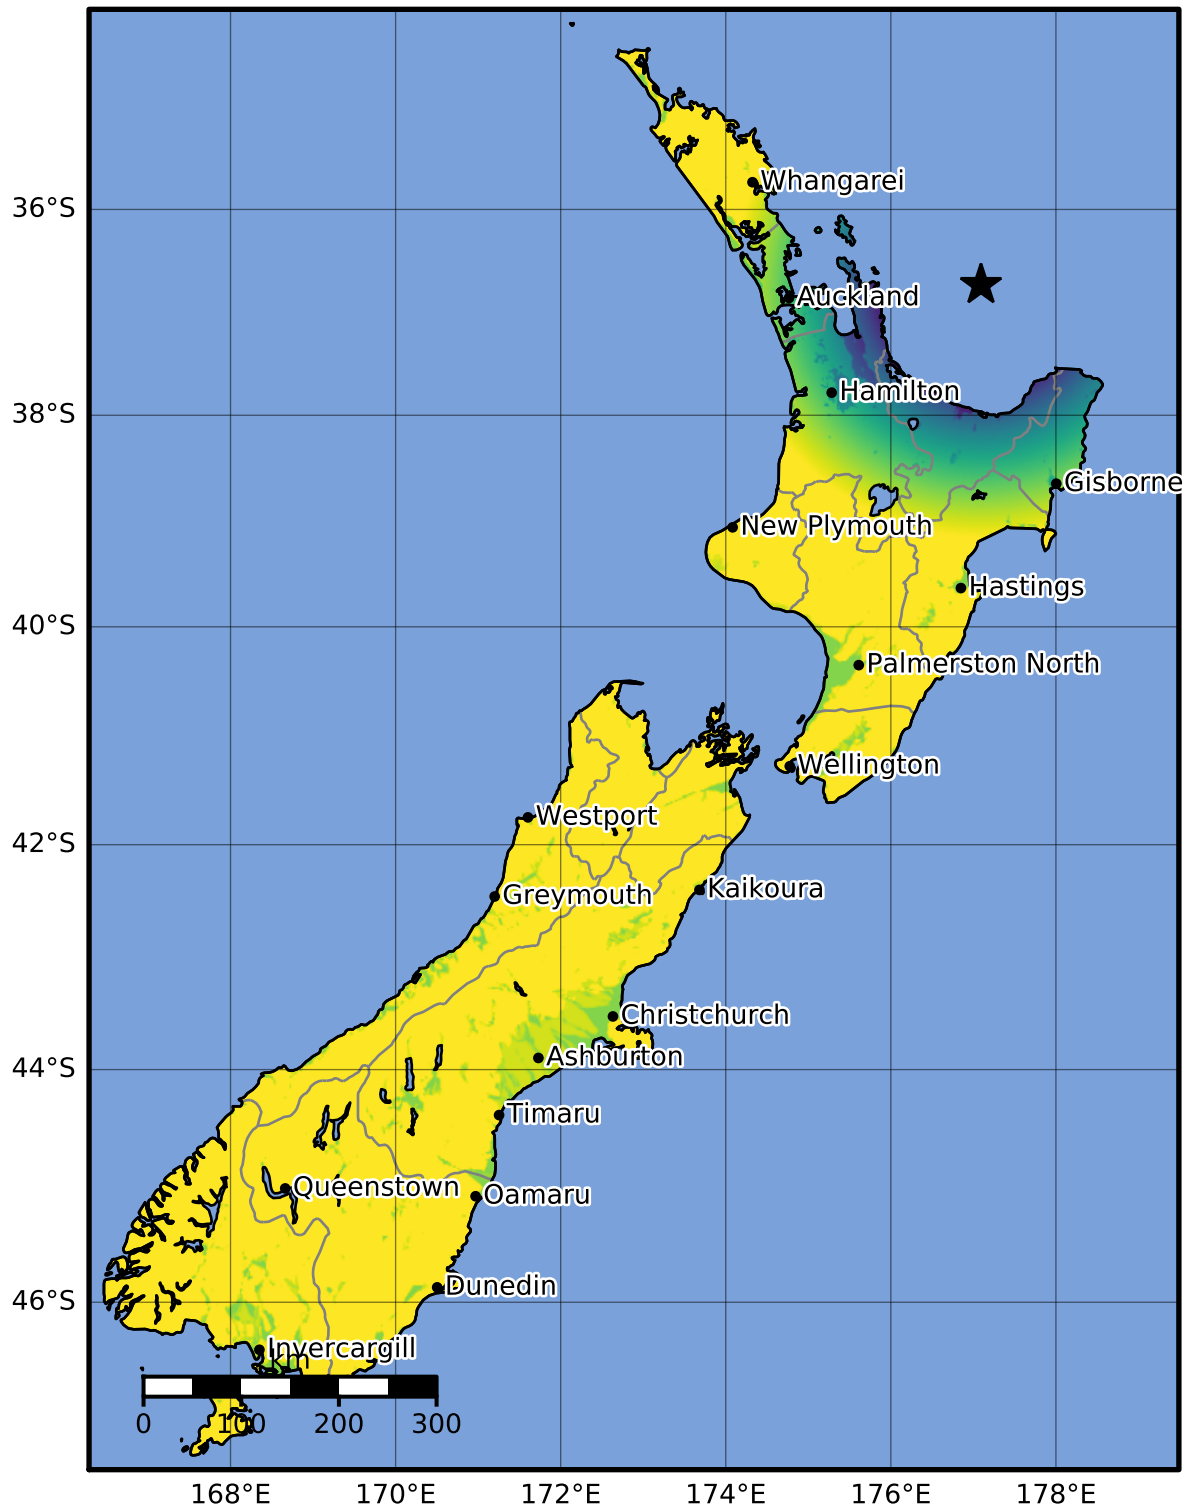 Whangarei
36°S
Auckland
Hamilton
38°S
Gisborne
New Plymouth
Hastings
40°S
Palmerston North
Wellington
Westport
42°S
Kaikoura
Greymouth
Christchurch
Ashburton
44°S
Timaru
Queenstown
Oamaru
Dunedin
46°S
Invercargill
km
0 100 200 300
168°E 170°E 172°E 174°E 176°E 178°E